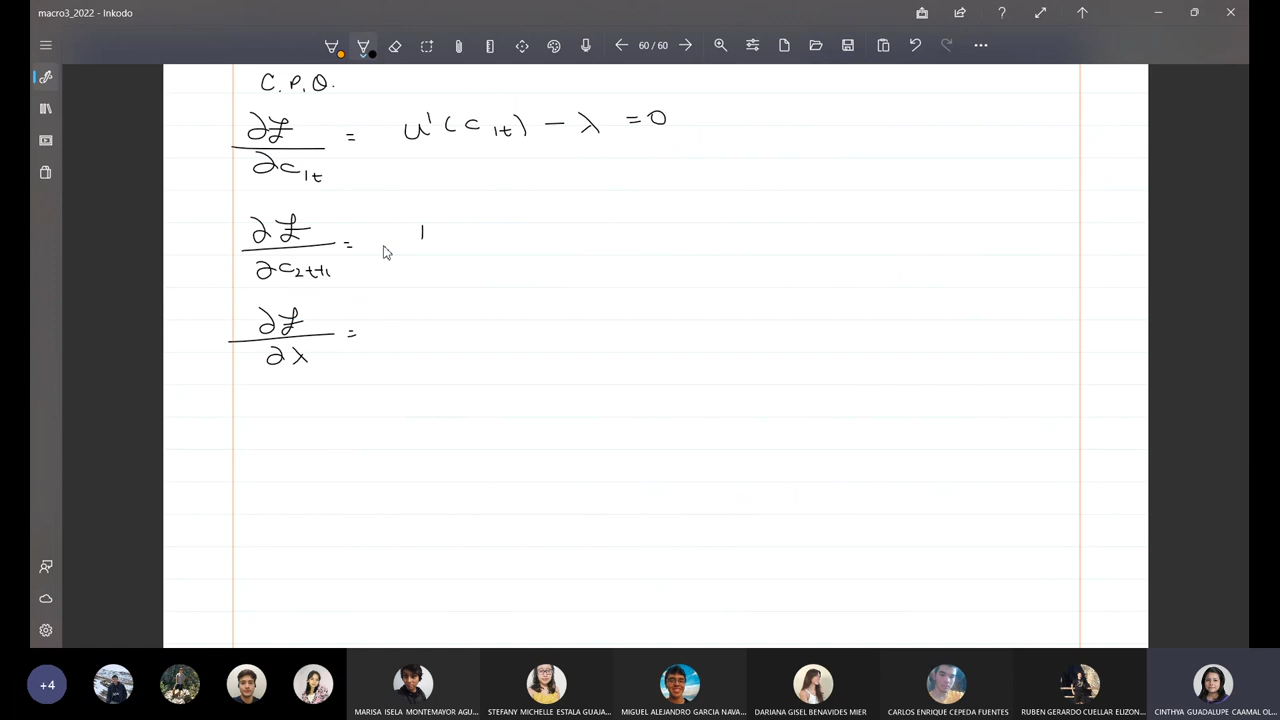 macro3_2022 - Inkodo
60 / 60
C.P.O.
∂ℒ/∂c₁ₜ = u'(c₁ₜ) - λ = 0
∂ℒ/∂c₂ₜ₊₁ = 1
∂ℒ/∂λ =
+4
MARISA ISELA MONTEMAYOR AGU...
STEFANY MICHELLE ESTALA GUAJA...
MIGUEL ALEJANDRO GARCIA NAVA...
DARIANA GISEL BENAVIDES MIER
CARLOS ENRIQUE CEPEDA FUENTES
RUBEN GERARDO CUELLAR ELIZON...
CINTHYA GUADALUPE CAAMAL OL...